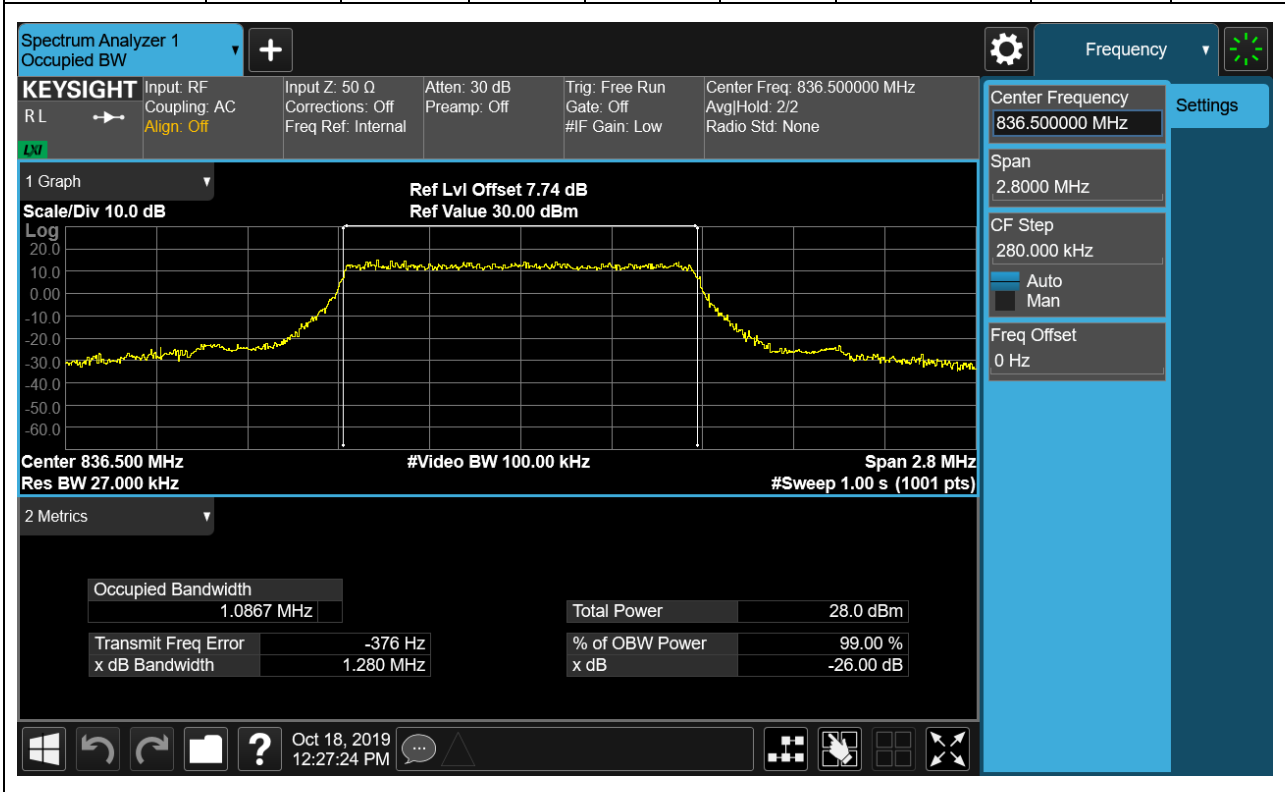 Spectrum Analyzer 1
Occupied BW
▼
+
Frequency ▼
KEYSIGHT
R L
LXI
Input: RF
Coupling: AC
Align: Off
Input Z: 50 Ω
Corrections: Off
Freq Ref: Internal
Atten: 30 dB
Preamp: Off
Trig: Free Run
Gate: Off
#IF Gain: Low
Center Freq: 836.500000 MHz
Avg|Hold: 2/2
Radio Std: None
Center Frequency
836.500000 MHz
Settings
Span
2.8000 MHz
CF Step
280.000 kHz
Auto
Man
Freq Offset
0 Hz
1 Graph ▼
Scale/Div 10.0 dB
Ref Lvl Offset 7.74 dB
Ref Value 30.00 dBm
Log
20.0
10.0
0.00
-10.0
-20.0
-30.0
-40.0
-50.0
-60.0
Center 836.500 MHz
#Video BW 100.00 kHz
Span 2.8 MHz
Res BW 27.000 kHz
#Sweep 1.00 s (1001 pts)
2 Metrics ▼
Occupied Bandwidth
1.0867 MHz
Total Power 28.0 dBm
Transmit Freq Error -376 Hz
% of OBW Power 99.00 %
x dB Bandwidth 1.280 MHz
x dB -26.00 dB
?
Oct 18, 2019
12:27:24 PM